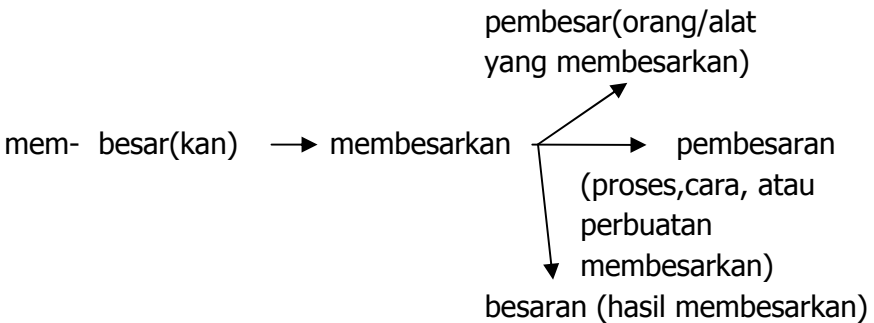 pembesar(orang/alat
yang membesarkan)
mem- besar(kan) membesarkan pembesaran
(proses,cara, atau
perbuatan
membesarkan)
besaran (hasil membesarkan)